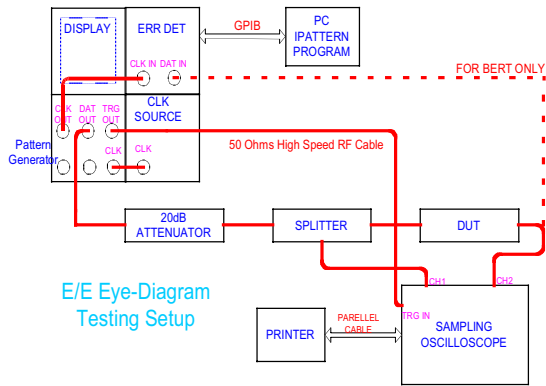 DISPLAY
ERR DET
GPIB
PC
IPATTERN
PROGRAM
CLK IN DAT IN
FOR BERT ONLY
CLK DAT TRG
OUT OUT OUT
CLK
SOURCE
Pattern
Generator
CLK CLK
50 Ohms High Speed RF Cable
20dB
ATTENUATOR
SPLITTER
DUT
E/E Eye-Diagram
Testing Setup
CH1 CH2
TRG IN
SAMPLING
OSCILLOSCOPE
PRINTER
PARELLEL
CABLE